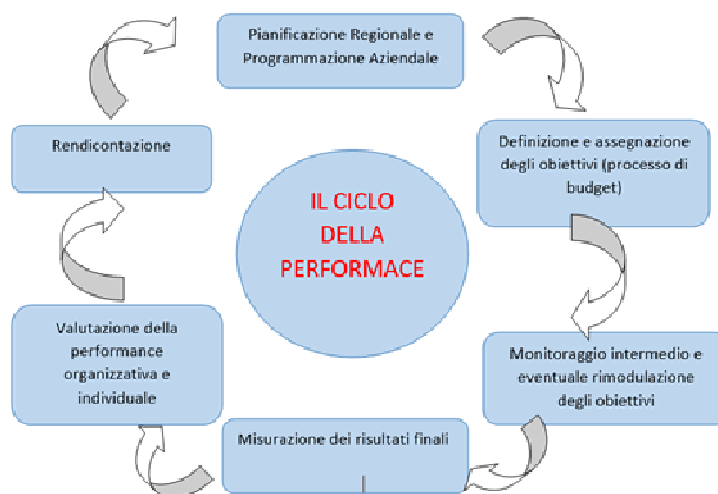 Pianificazione Regionale e
Programmazione Aziendale
Rendicontazione
Definizione e assegnazione
degli obiettivi (processo di
budget)
IL CICLO
DELLA
PERFORMACE
Valutazione della
performance
organizzativa e
individuale
Monitoraggio intermedio e
eventuale rimodulazione
degli obiettivi
Misurazione dei risultati finali